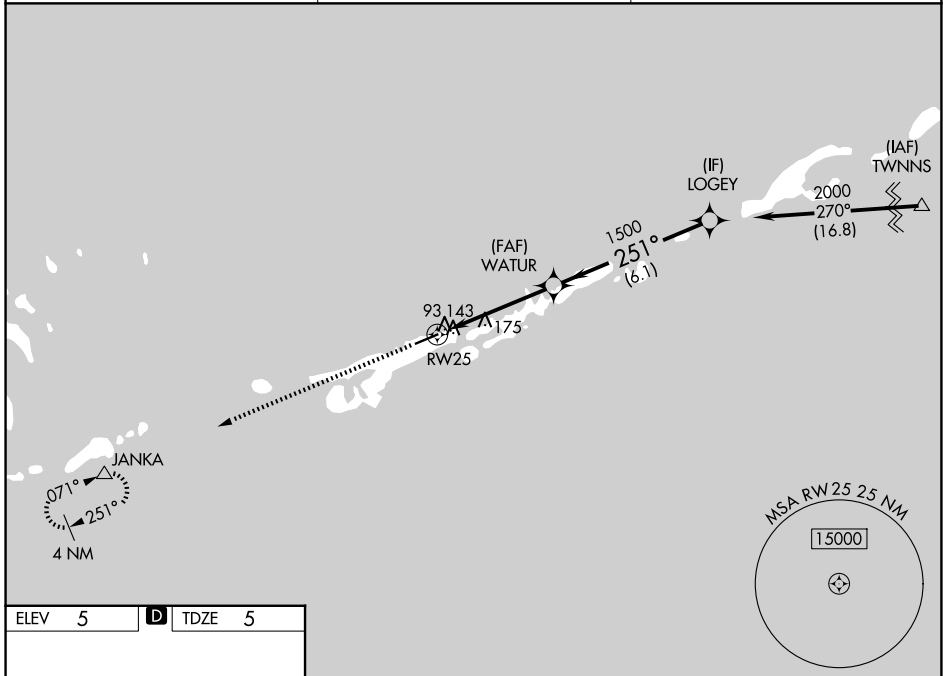 (IAF)
TWNNS
(IF)
LOGEY
2000
270°
(16.8)
1500
251°
(6.1)
(FAF)
WATUR
93 143
175
RW25
JANKA
071°
251°
4 NM
MSA RW25 25 NM
15000
ELEV 5 D TDZE 5